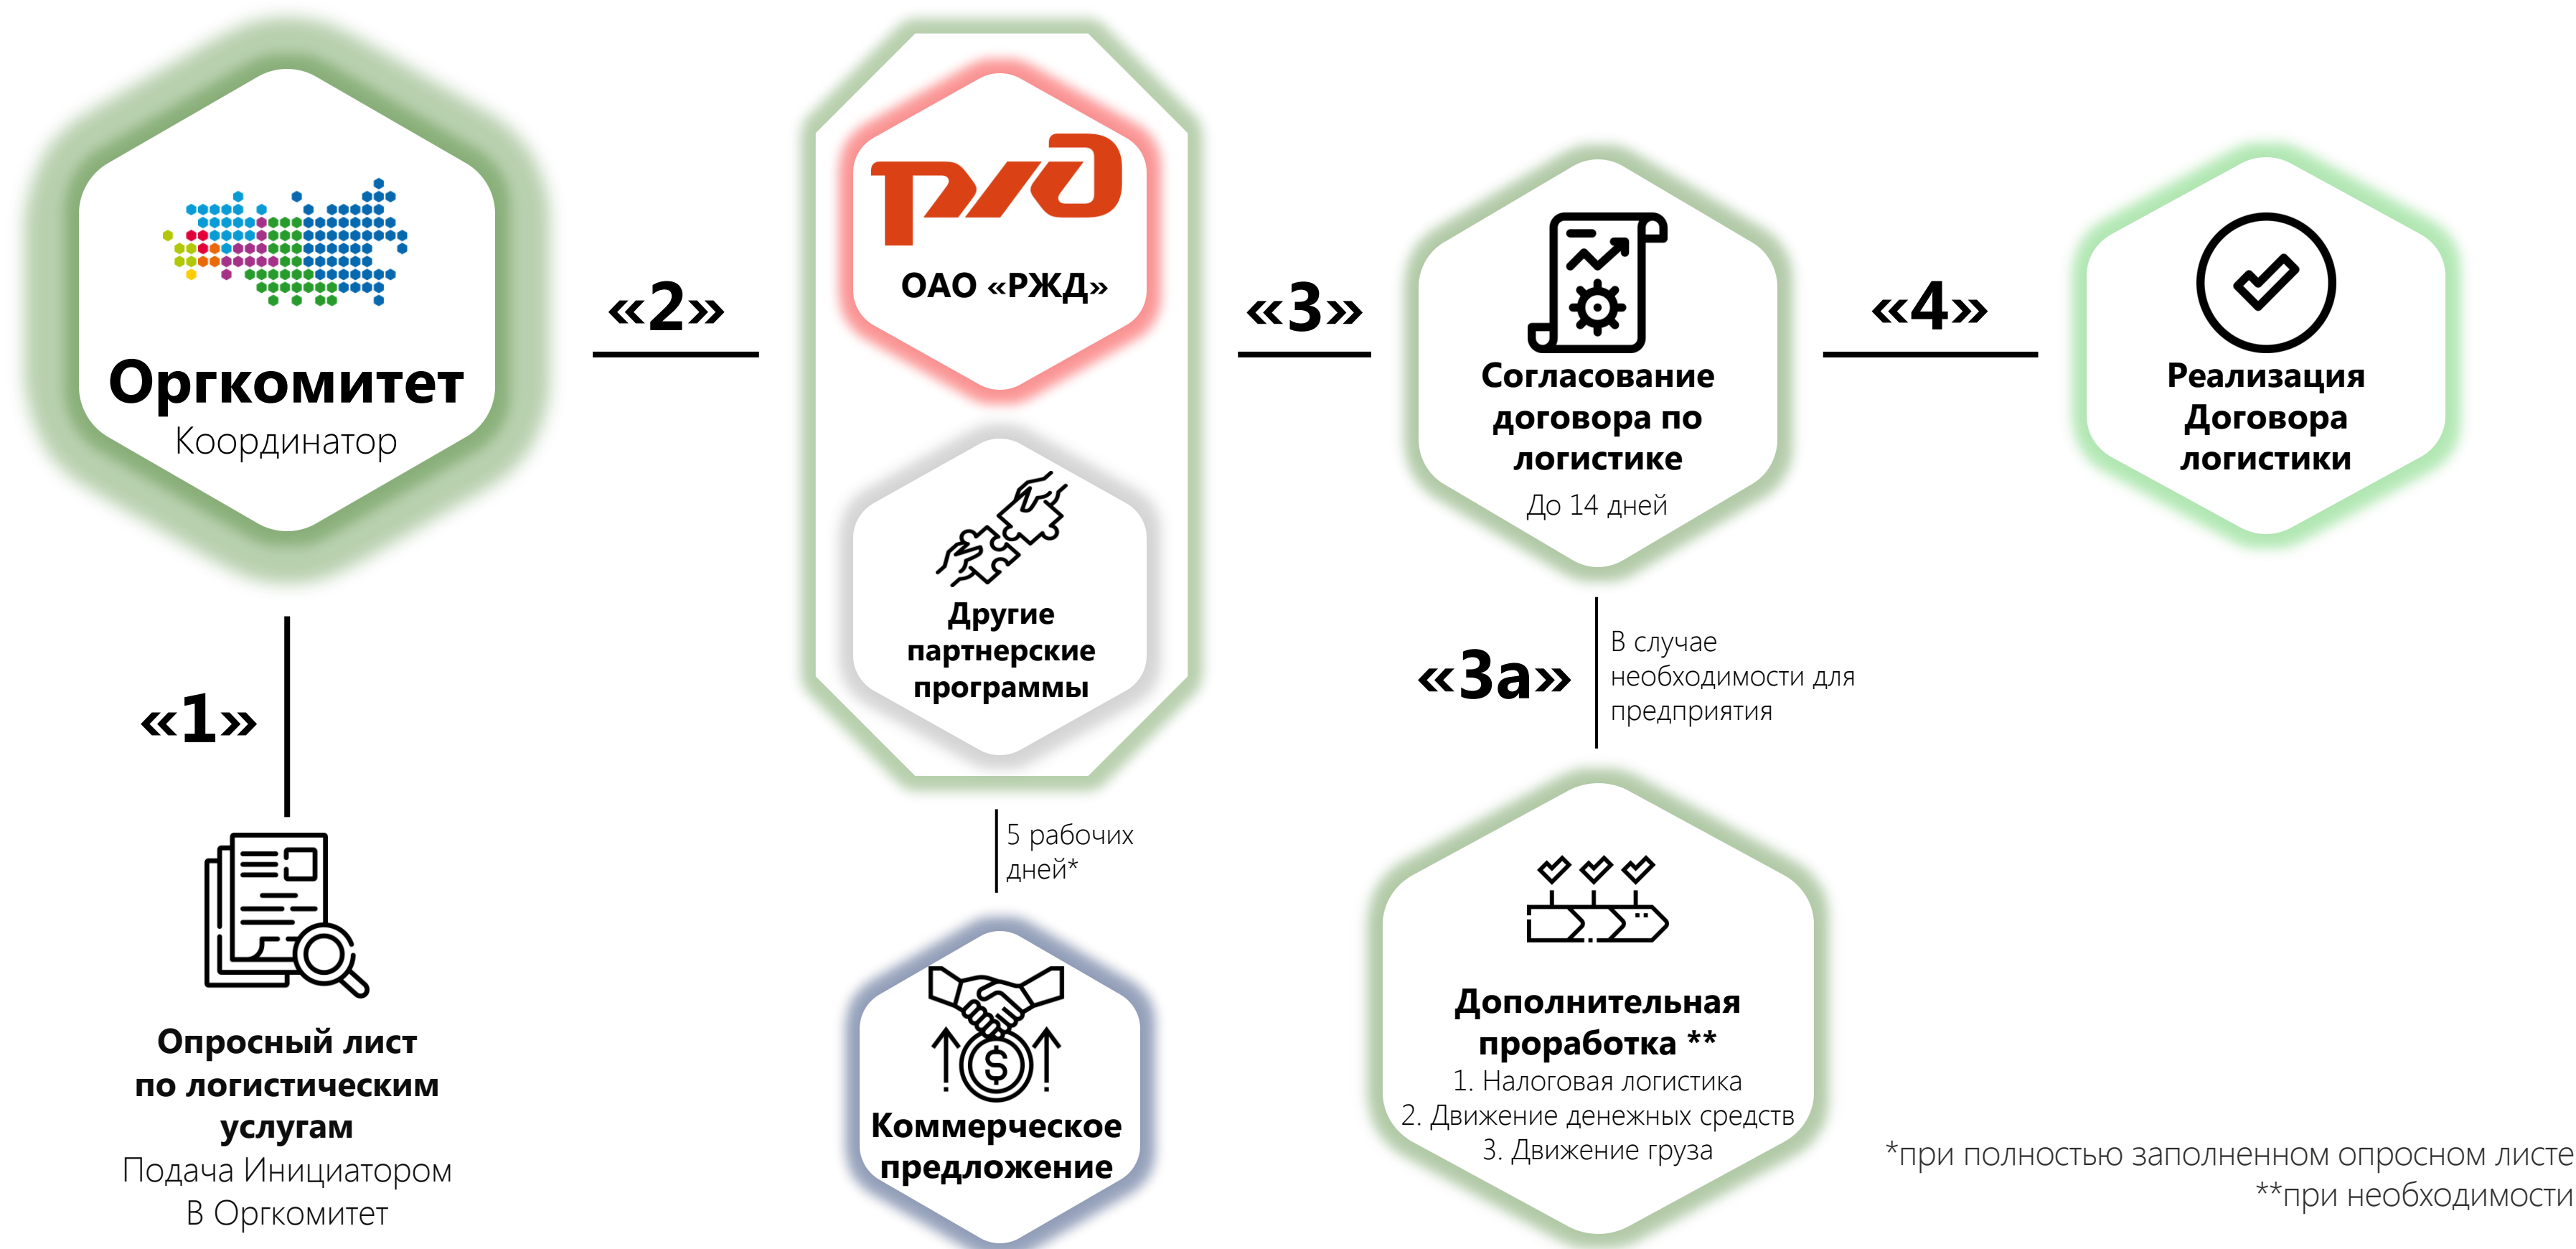 Оргкомитет
Координатор
«1»
Опросный лист
по логистическим
услугам
Подача Инициатором
В Оргкомитет
«2»
ржд
ОАО «РЖД»
Другие
партнерские
программы
5 рабочих
дней*
$
Коммерческое
предложение
«3»
Согласование
договора по
логистике
До 14 дней
«3а»
В случае
необходимости для
предприятия
Дополнительная
проработка **
1. Налоговая логистика
2. Движение денежных средств
3. Движение груза
«4»
Реализация
Договора
логистики
*при полностью заполненном опросном листе
**при необходимости